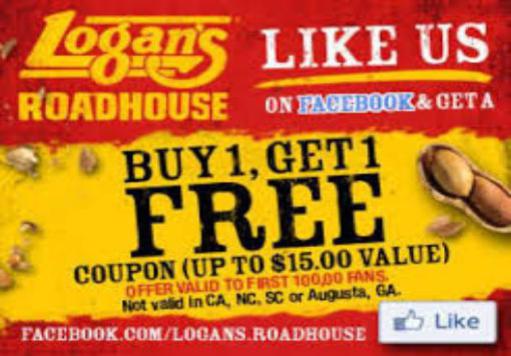 Logan's
ROADHOUSE
LIKE US
ON FACEBOOK & GET A
BUY 1, GET 1
FREE
COUPON (UP TO $15.00 VALUE)
OFFER VALID TO FIRST 100,00 FANS.
Not valid in CA, NC, SC or Augusta, GA.
FACEBOOK.COM/LOGANS.ROADHOUSE
Like